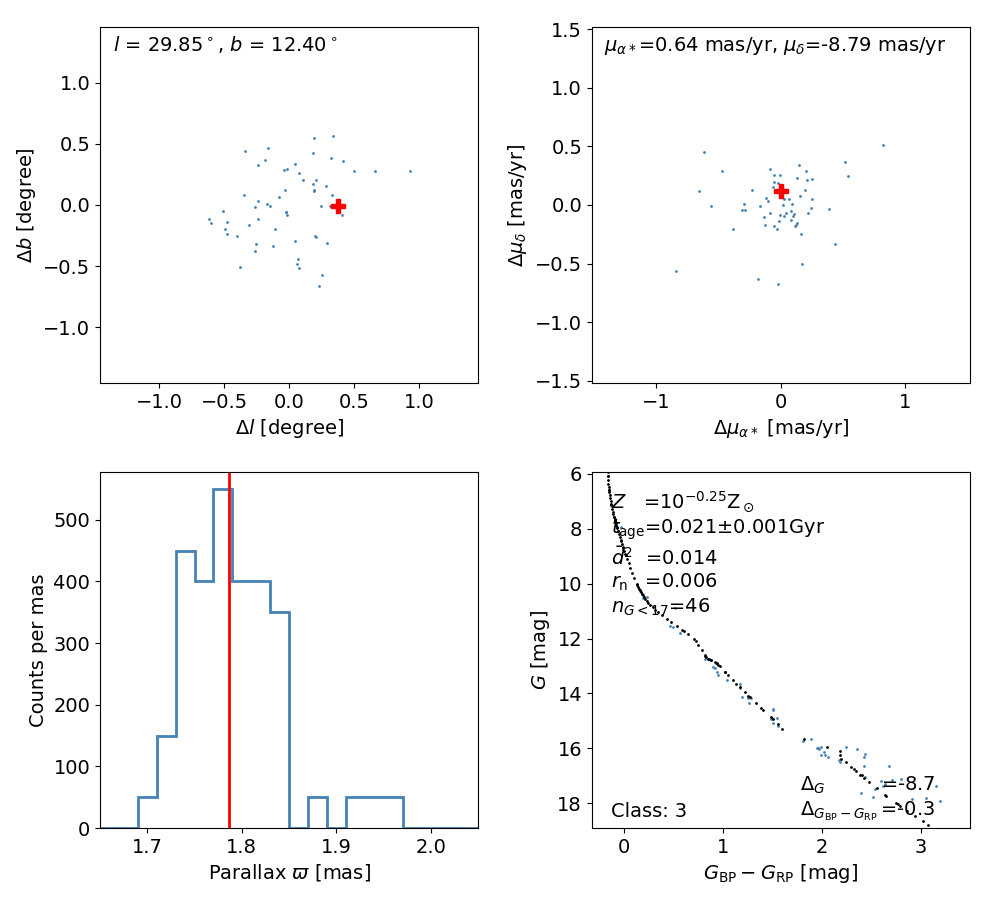 l = 29.85°, b = 12.40°
1.0
0.5
0.0
−0.5
−1.0
Δb [degree]
−1.0 −0.5 0.0 0.5 1.0
Δl [degree]
μα∗=0.64 mas/yr, μδ=-8.79 mas/yr
1.5
1.0
0.5
0.0
−0.5
−1.0
−1.5
Δμδ [mas/yr]
−1 0 1
Δμα∗ [mas/yr]
500
400
300
200
100
0
Counts per mas
1.7 1.8 1.9 2.0
Parallax ϖ [mas]
Z =10^−0.25Z⊙
tage=0.021±0.001Gyr
d̄² =0.014
rn =0.006
nG<17=46
6
8
10
12
14
16
18
G [mag]
ΔG =-8.7
ΔGBP−GRP =-0.3
Class: 3
0 1 2 3
GBP − GRP [mag]